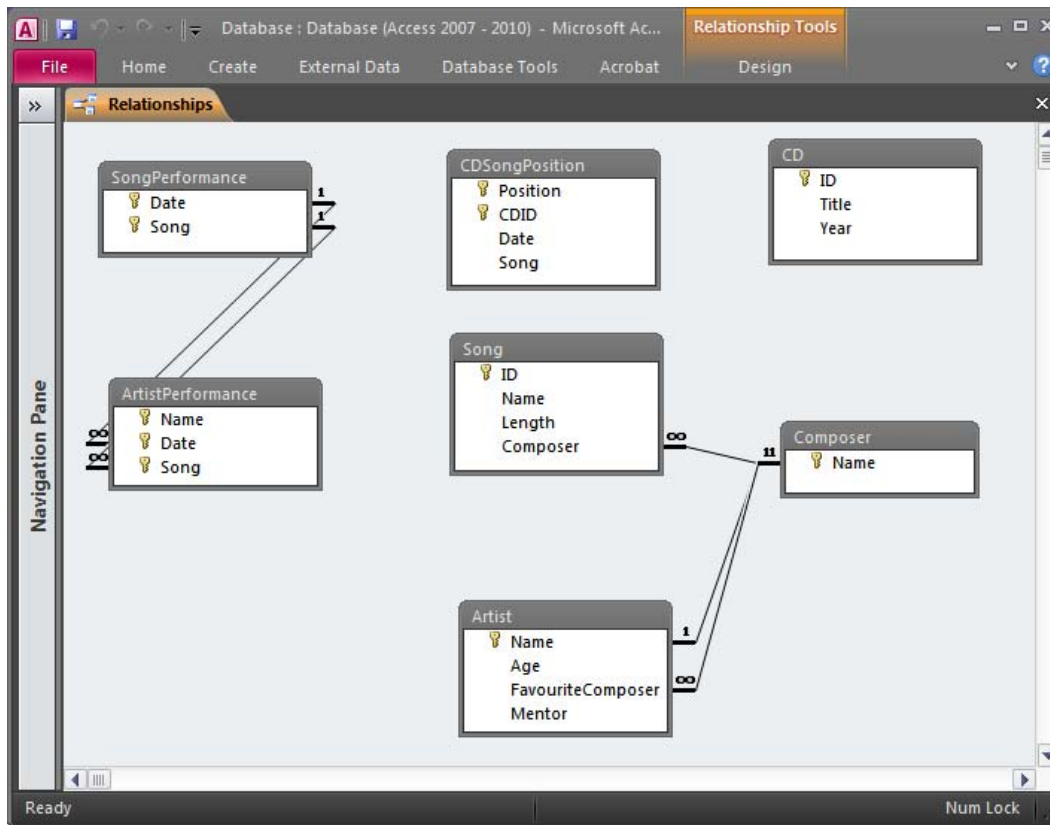 Database : Database (Access 2007 - 2010) - Microsoft Ac...
Relationship Tools
File Home Create External Data Database Tools Acrobat Design
Relationships
Navigation Pane
SongPerformance
Date
Song
1
1
CDSongPosition
Position
CDID
Date
Song
CD
ID
Title
Year
ArtistPerformance
Name
Date
Song
∞
∞
Song
ID
Name
Length
Composer
∞
Composer
Name
11
Artist
Name
Age
FavouriteComposer
Mentor
1
∞
Ready
Num Lock